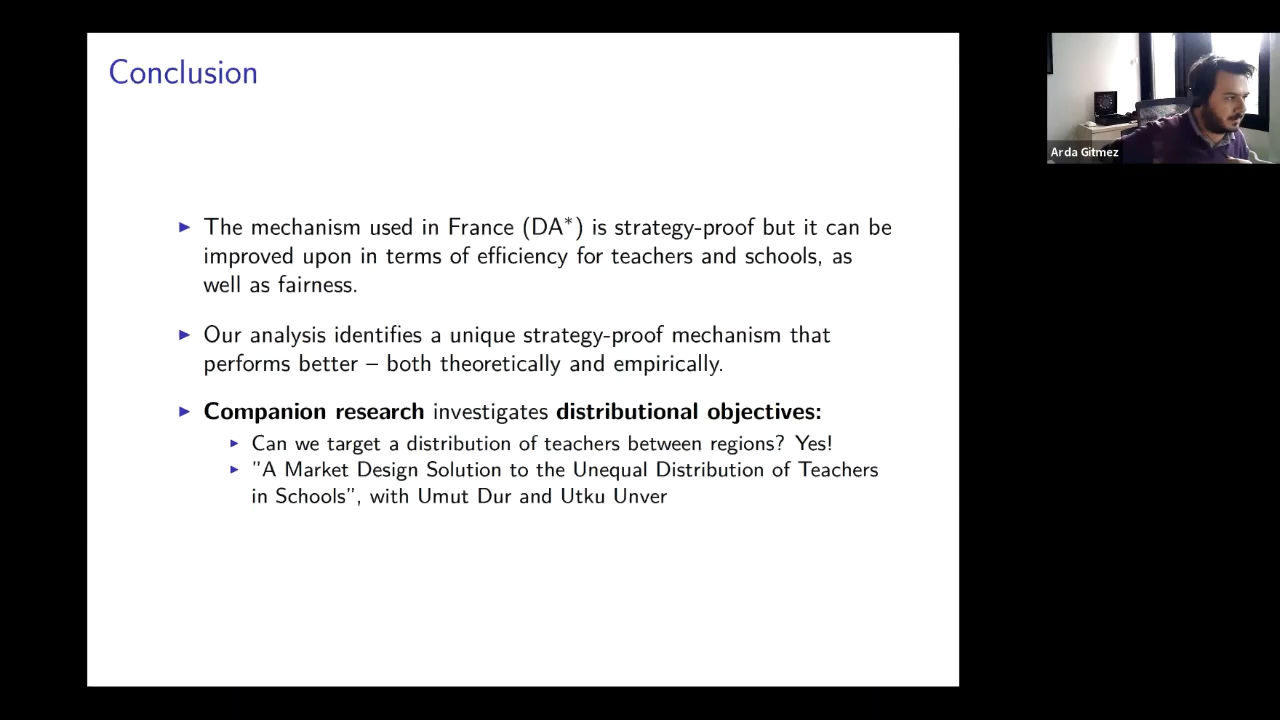 Conclusion
▶ The mechanism used in France (DA*) is strategy-proof but it can be
improved upon in terms of efficiency for teachers and schools, as
well as fairness.
▶ Our analysis identifies a unique strategy-proof mechanism that
performs better – both theoretically and empirically.
▶ Companion research investigates distributional objectives:
▶ Can we target a distribution of teachers between regions? Yes!
▶ "A Market Design Solution to the Unequal Distribution of Teachers
in Schools", with Umut Dur and Utku Unver
Arda Gitmez